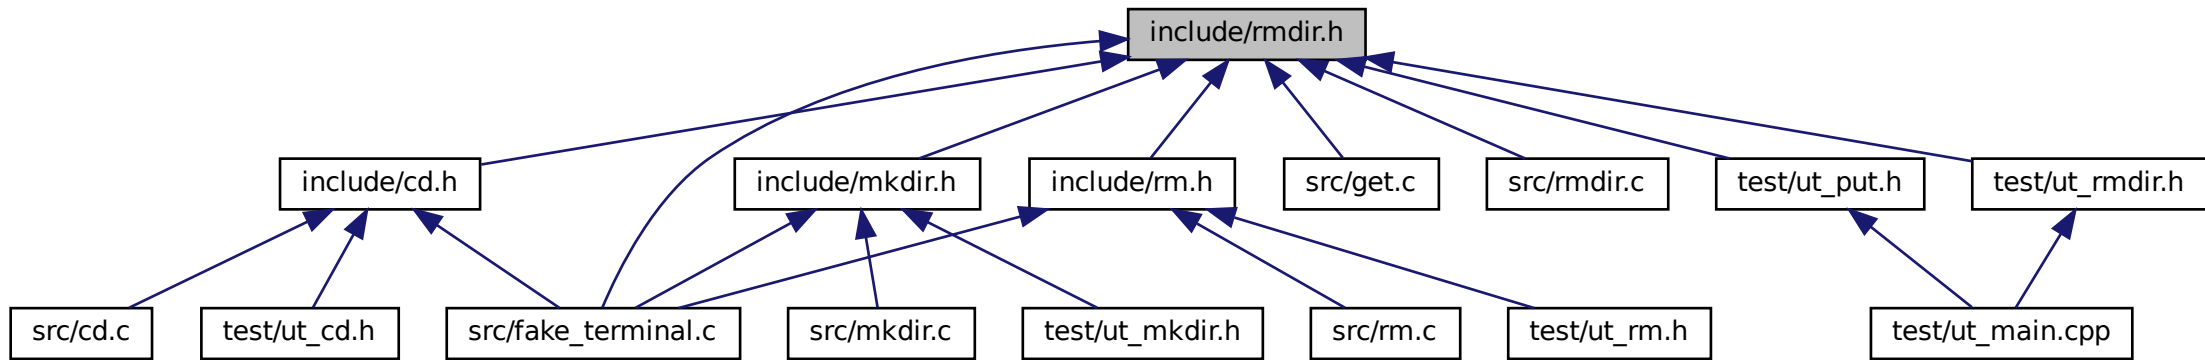 include/rmdir.h
include/cd.h
include/mkdir.h
include/rm.h
src/get.c
src/rmdir.c
test/ut_put.h
test/ut_rmdir.h
src/cd.c
test/ut_cd.h
src/fake_terminal.c
src/mkdir.c
test/ut_mkdir.h
src/rm.c
test/ut_rm.h
test/ut_main.cpp